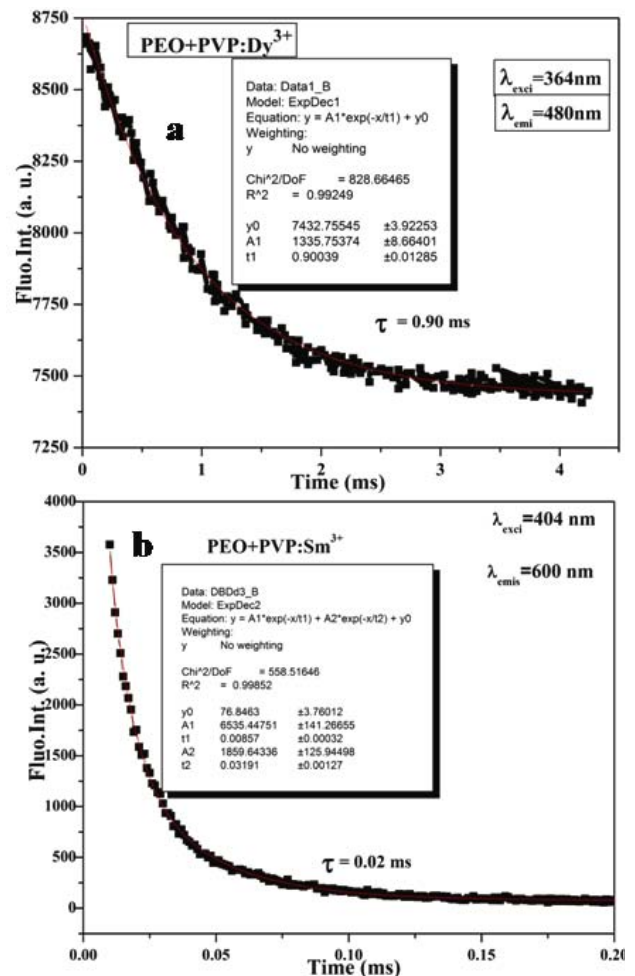 PEO+PVP:Dy3+
a
λexci=364nm
λemi=480nm
Data: Data1_B
Model: ExpDec1
Equation: y = A1*exp(-x/t1) + y0
Weighting:
y No weighting
Chi^2/DoF = 828.66465
R^2 = 0.99249
y0 7432.75545 ±3.92253
A1 1335.75374 ±8.66401
t1 0.90039 ±0.01285
τ = 0.90 ms
Fluo.Int. (a. u.)
8750
8500
8250
8000
7750
7500
7250
0 1 2 3 4
Time (ms)
b
PEO+PVP:Sm3+
λexci=404 nm
λemis=600 nm
Data: DBDd3_B
Model: ExpDec2
Equation: y = A1*exp(-x/t1) + A2*exp(-x/t2) + y0
Weighting:
y No weighting
Chi^2/DoF = 558.51646
R^2 = 0.99852
y0 76.8463 ±3.76012
A1 6535.44751 ±141.26655
t1 0.00857 ±0.00032
A2 1859.64336 ±125.94498
t2 0.03191 ±0.00127
τ = 0.02 ms
Fluo.Int. (a. u.)
4000
3500
3000
2500
2000
1500
1000
500
0
0.00 0.05 0.10 0.15 0.20
Time (ms)